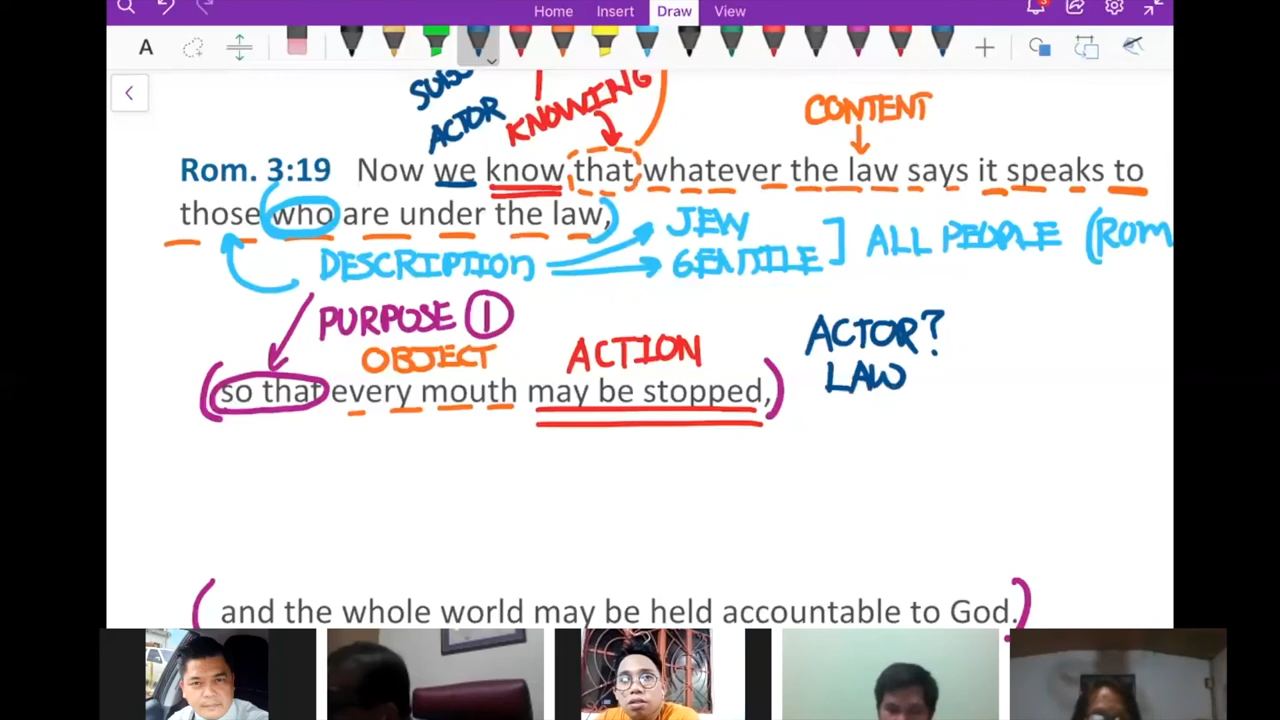 Home Insert Draw View
A
SUBJ
ACTOR KNOWING CONTENT
Rom. 3:19 Now we know that whatever the law says it speaks to
those who are under the law,
DESCRIPTION JEW
GENTILE ] ALL PEOPLE (Rom
PURPOSE 1
OBJECT ACTION ACTOR?
LAW
(so that every mouth may be stopped,)
(and the whole world may be held accountable to God.)